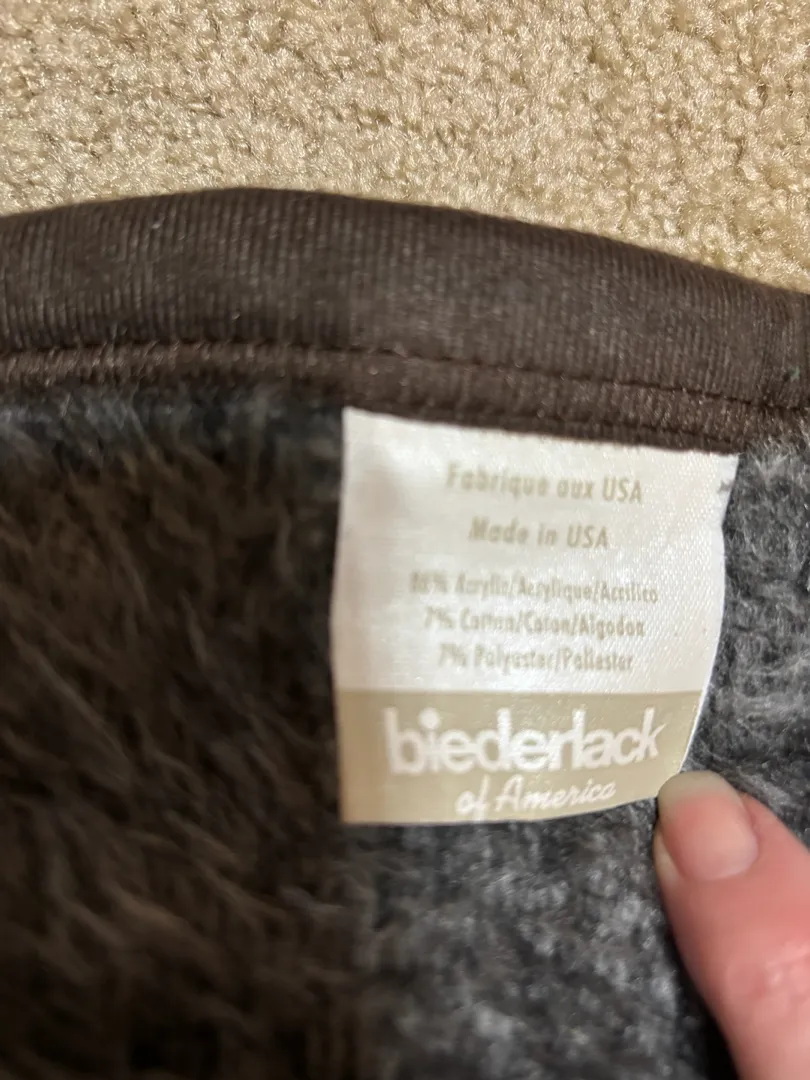 Fabrique aux USA
Made in USA
86% Acrylic/Acrylique/Acrilico
7% Cotton/Coton/Algodon
7% Polyester/Poliester
biederlack
of America